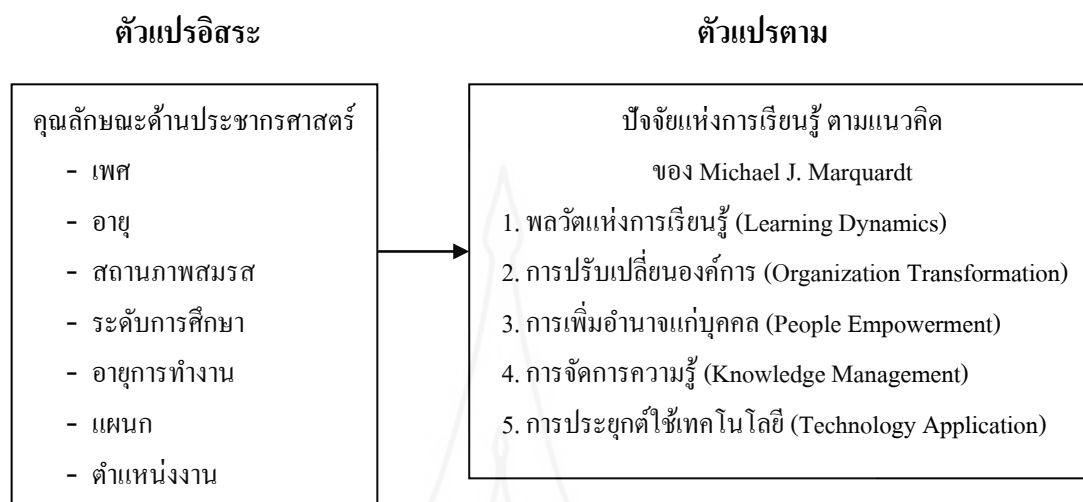 ตัวแปรอิสระ
คุณลักษณะด้านประชากรศาสตร์
- เพศ
- อายุ
- สถานภาพสมรส
- ระดับการศึกษา
- อายุการทำงาน
- แผนก
- ตำแหน่งงาน
ตัวแปรตาม
ปัจจัยแห่งการเรียนรู้ ตามแนวคิด
ของ Michael J. Marquardt
1. พลวัตแห่งการเรียนรู้ (Learning Dynamics)
2. การปรับเปลี่ยนองค์การ (Organization Transformation)
3. การเพิ่มอำนาจแก่บุคคล (People Empowerment)
4. การจัดการความรู้ (Knowledge Management)
5. การประยุกต์ใช้เทคโนโลยี (Technology Application)